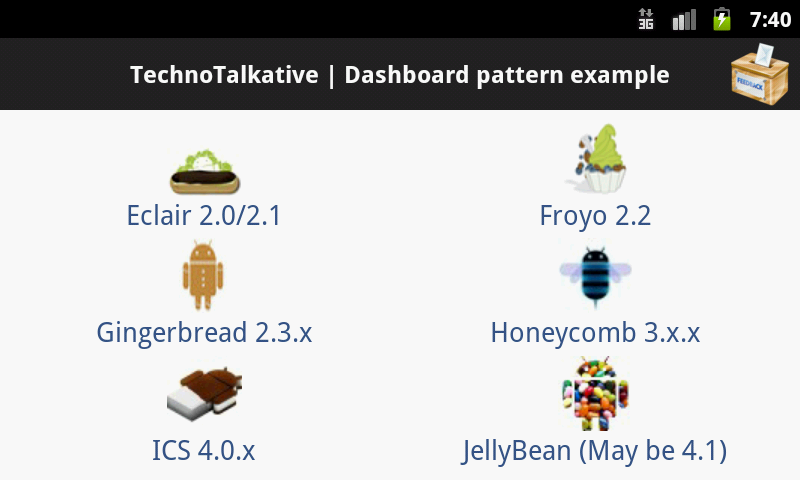 3G 7:40
TechnoTalkative | Dashboard pattern example
FEEDBACK
Eclair 2.0/2.1
Froyo 2.2
Gingerbread 2.3.x
Honeycomb 3.x.x
ICS 4.0.x
JellyBean (May be 4.1)